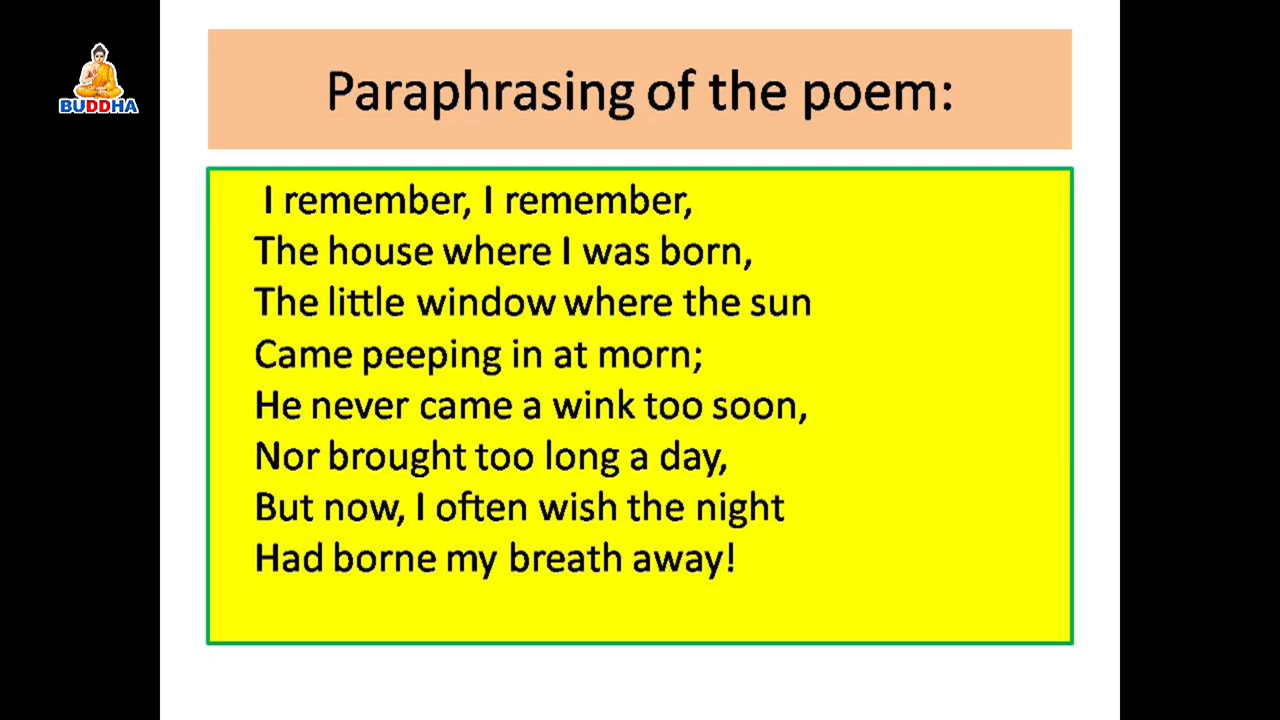 BUDDHA
Paraphrasing of the poem:
I remember, I remember,
The house where I was born,
The little window where the sun
Came peeping in at morn;
He never came a wink too soon,
Nor brought too long a day,
But now, I often wish the night
Had borne my breath away!